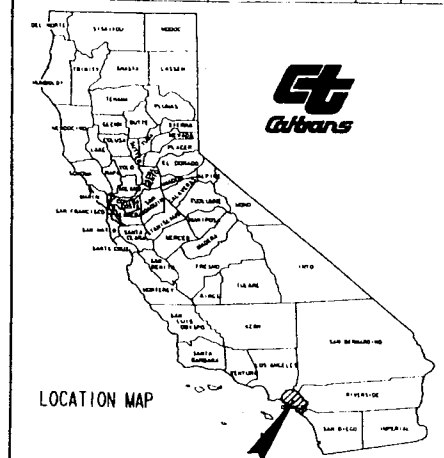 DEL NORTE
SISKIYOU
MODOC
HUMBOLDT
TRINITY
SHASTA
LASSEN
TEHAMA
PLUMAS
MENDOCINO
GLENN
BUTTE
SIERRA
COLUSA
NEVADA
PLACER
LAKE
YOLO
EL DORADO
SONOMA
NAPA
ALPINE
MARIN
SAN FRANCISCO
TUOLUMNE
MONO
SAN MATEO
SANTA CLARA
STANISLAUS
MARIPOSA
SANTA CRUZ
MERCED
MADERA
SAN BENITO
FRESNO
INYO
MONTEREY
KINGS
TULARE
SAN LUIS OBISPO
KERN
SAN BERNARDINO
SANTA BARBARA
VENTURA
LOS ANGELES
RIVERSIDE
SAN DIEGO
IMPERIAL
Ct
Caltrans
LOCATION MAP